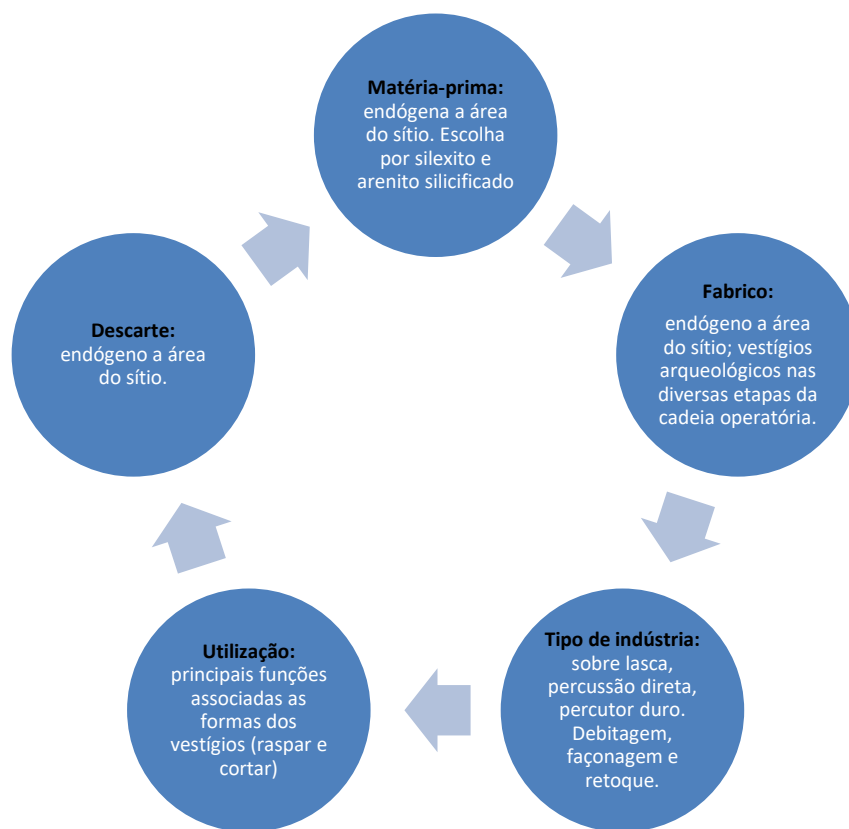 Matéria-prima:
endógena a área
do sítio. Escolha
por silexito e
arenito silicificado
Fabrico:
endógeno a área
do sítio; vestígios
arqueológicos nas
diversas etapas da
cadeia operatória.
Tipo de indústria:
sobre lasca,
percussão direta,
percutor duro.
Debitagem,
façonagem e
retoque.
Utilização:
principais funções
associadas as
formas dos
vestígios (raspar e
cortar)
Descarte:
endógeno a área
do sítio.